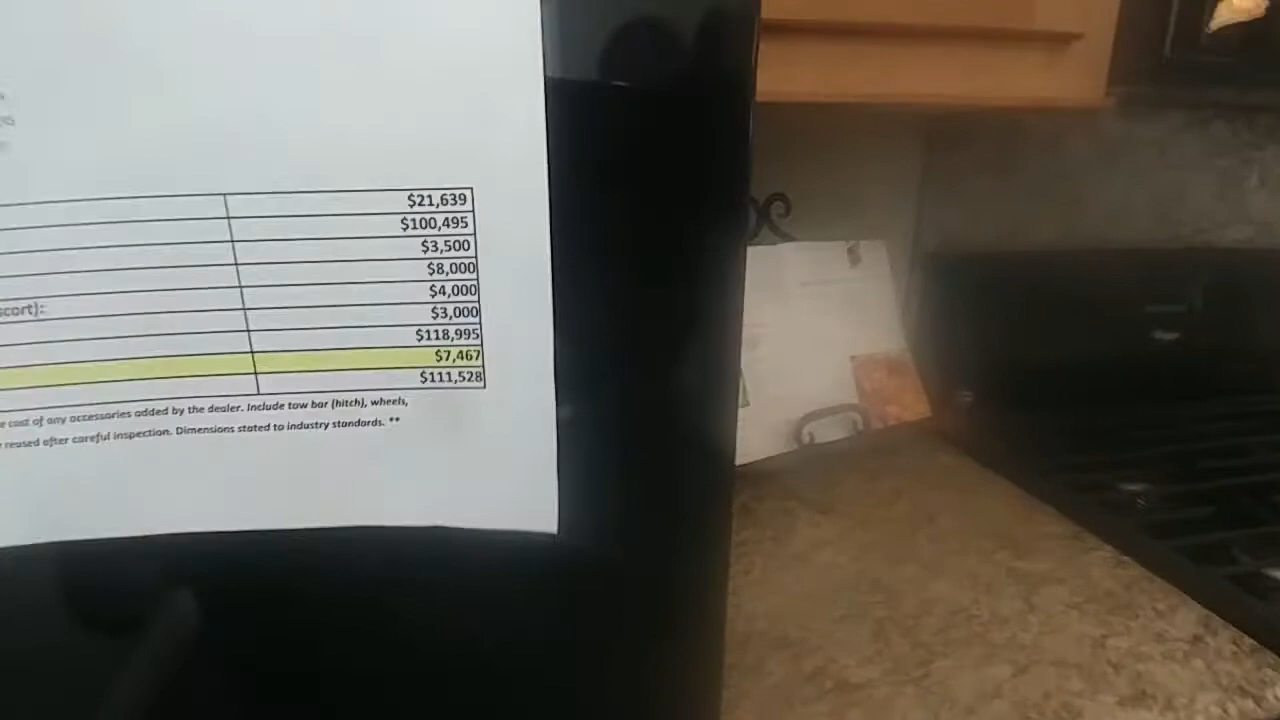 $21,639
$100,495
$3,500
$8,000
$4,000
scort): $3,000
$118,995
$7,467
$111,528
e cost of any accessories added by the dealer. Include tow bar (hitch), wheels,
reused after careful inspection. Dimensions stated to industry standards. **